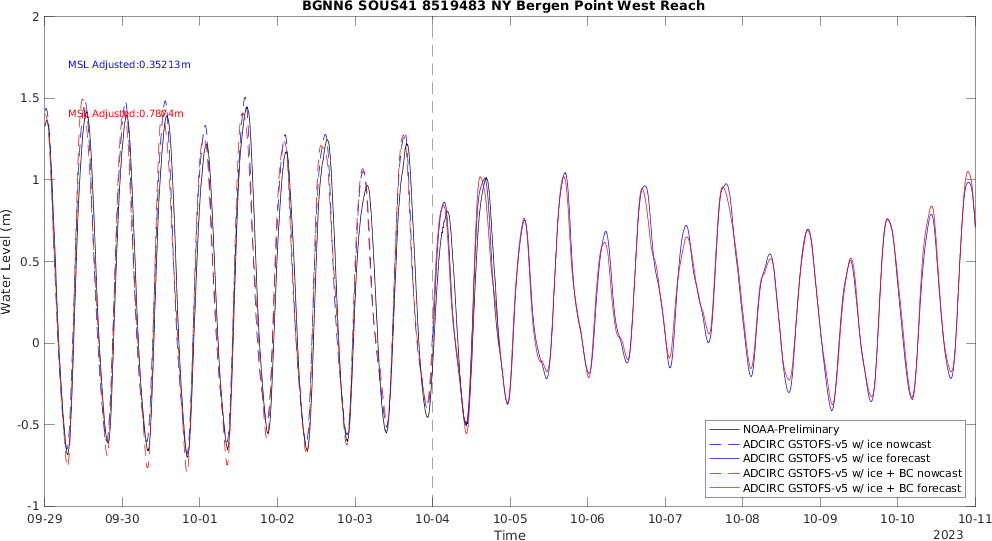 BGNN6 SOUS41 8519483 NY Bergen Point West Reach
2
1.5
1
0.5
0
-0.5
-1
Water Level (m)
MSL Adjusted:0.35213m
MSL Adjusted:0.7874m
NOAA-Preliminary
ADCIRC GSTOFS-v5 w/ ice nowcast
ADCIRC GSTOFS-v5 w/ ice forecast
ADCIRC GSTOFS-v5 w/ ice + BC nowcast
ADCIRC GSTOFS-v5 w/ ice + BC forecast
09-29 09-30 10-01 10-02 10-03 10-04 10-05 10-06 10-07 10-08 10-09 10-10 10-11
Time
2023